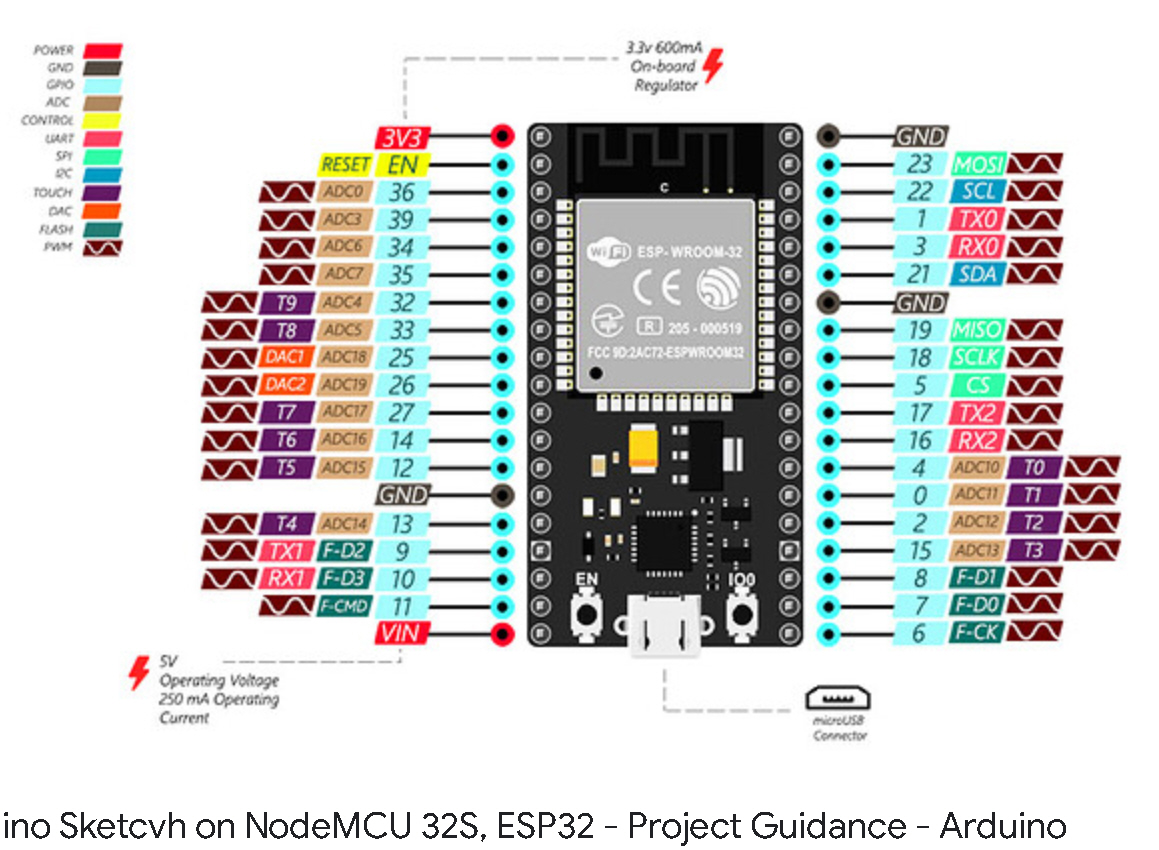 POWER
GND
GPIO
ADC
CONTROL
UART
SPI
I2C
TOUCH
DAC
FLASH
PWM
3.3v 600mA
On-board
Regulator
3V3
RESET EN
ADC0 36
ADC3 39
ADC6 34
ADC7 35
T9 ADC4 32
T8 ADC5 33
DAC1 ADC18 25
DAC2 ADC19 26
T7 ADC17 27
T6 ADC16 14
T5 ADC15 12
GND
T4 ADC14 13
TX1 F-D2 9
RX1 F-D3 10
F-CMD 11
VIN
5V
Operating Voltage
250 mA Operating
Current
C
WiFi ESP-WROOM-32
CE
R 205-000519
FCC 9D:2AC72-ESPWROOM32
EN IO0
GND
23 MOSI
22 SCL
1 TX0
3 RX0
21 SDA
GND
19 MISO
18 SCLK
5 CS
17 TX2
16 RX2
4 ADC10 T0
0 ADC11 T1
2 ADC12 T2
15 ADC13 T3
8 F-D1
7 F-D0
6 F-CK
microUSB
Connector
ino Sketcvh on NodeMCU 32S, ESP32 - Project Guidance - Arduino